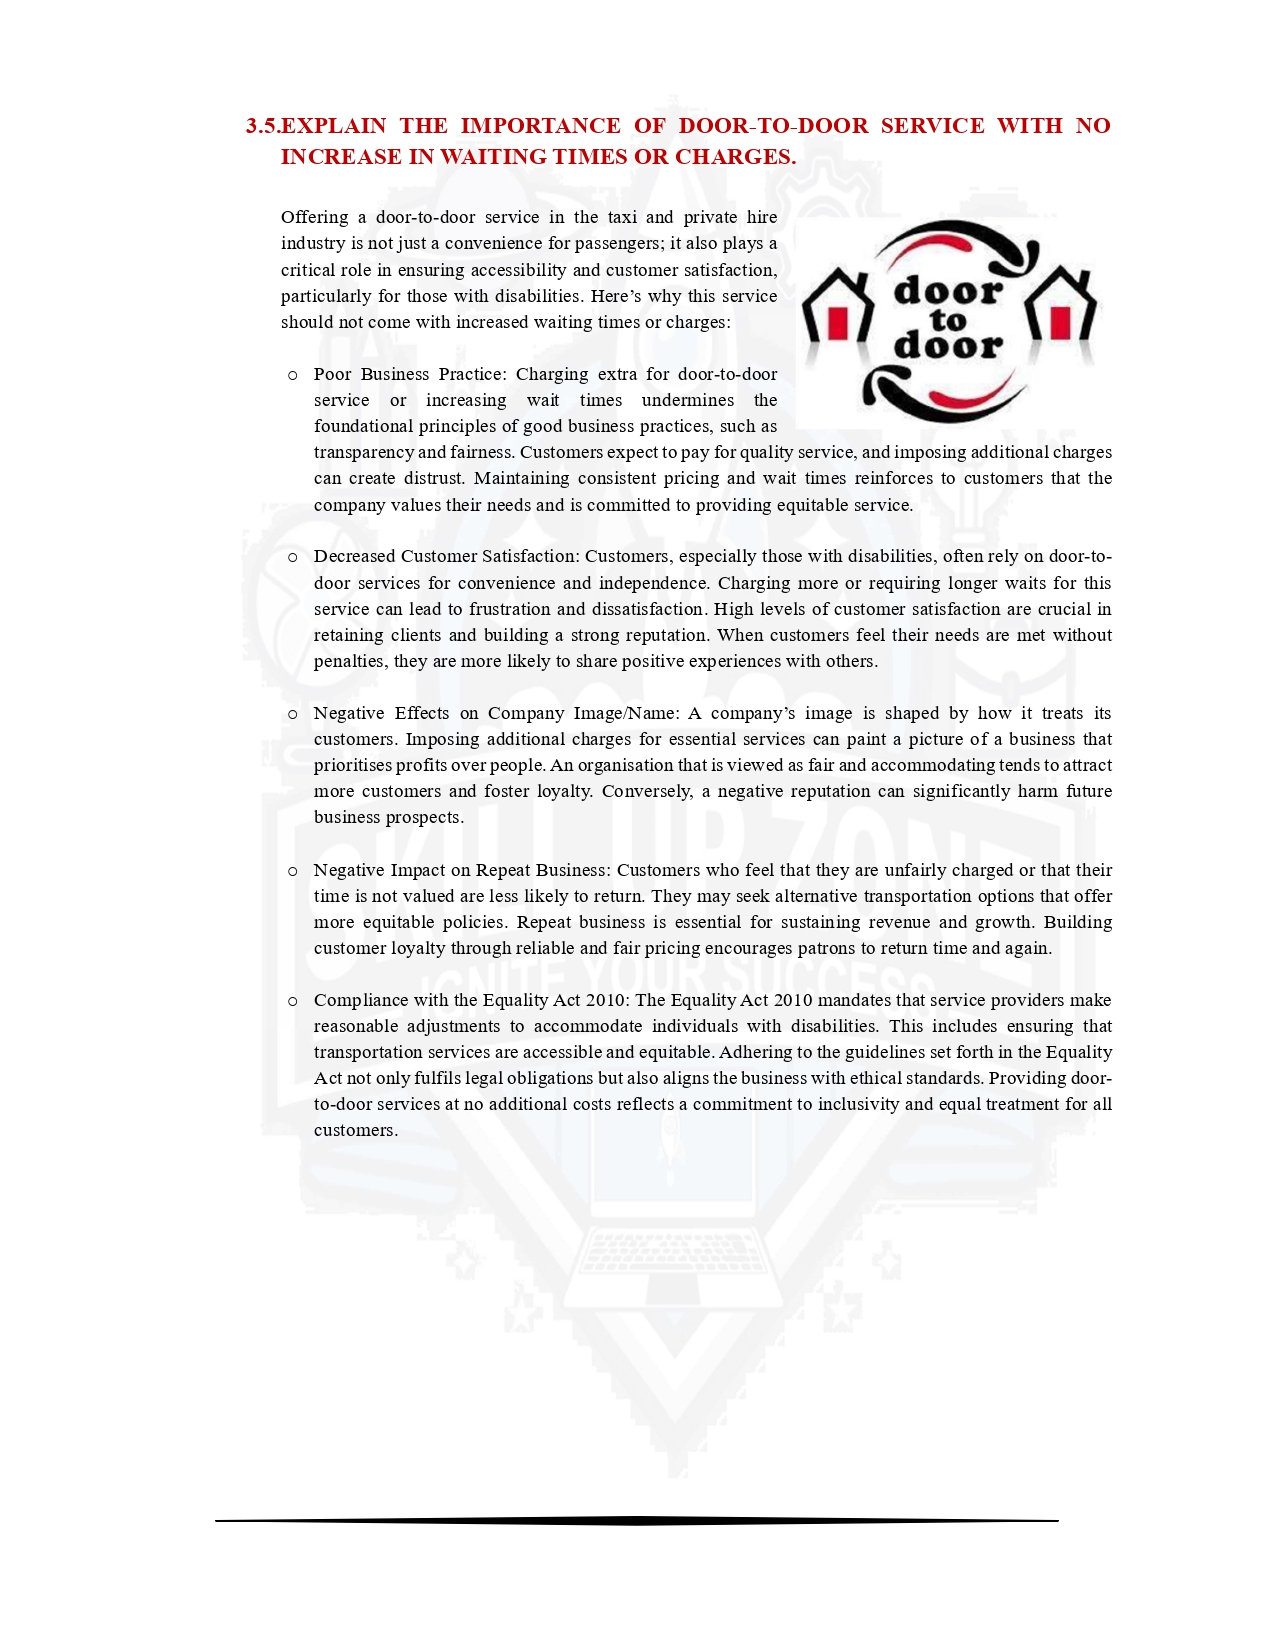 3.5.EXPLAIN THE IMPORTANCE OF DOOR-TO-DOOR SERVICE WITH NO
INCREASE IN WAITING TIMES OR CHARGES.
Offering a door-to-door service in the taxi and private hire
industry is not just a convenience for passengers; it also plays a
critical role in ensuring accessibility and customer satisfaction,
particularly for those with disabilities. Here’s why this service
should not come with increased waiting times or charges:
door
to
door
o Poor Business Practice: Charging extra for door-to-door
service or increasing wait times undermines the
foundational principles of good business practices, such as
transparency and fairness. Customers expect to pay for quality service, and imposing additional charges
can create distrust. Maintaining consistent pricing and wait times reinforces to customers that the
company values their needs and is committed to providing equitable service.
o Decreased Customer Satisfaction: Customers, especially those with disabilities, often rely on door-to-
door services for convenience and independence. Charging more or requiring longer waits for this
service can lead to frustration and dissatisfaction. High levels of customer satisfaction are crucial in
retaining clients and building a strong reputation. When customers feel their needs are met without
penalties, they are more likely to share positive experiences with others.
o Negative Effects on Company Image/Name: A company’s image is shaped by how it treats its
customers. Imposing additional charges for essential services can paint a picture of a business that
prioritises profits over people. An organisation that is viewed as fair and accommodating tends to attract
more customers and foster loyalty. Conversely, a negative reputation can significantly harm future
business prospects.
o Negative Impact on Repeat Business: Customers who feel that they are unfairly charged or that their
time is not valued are less likely to return. They may seek alternative transportation options that offer
more equitable policies. Repeat business is essential for sustaining revenue and growth. Building
customer loyalty through reliable and fair pricing encourages patrons to return time and again.
o Compliance with the Equality Act 2010: The Equality Act 2010 mandates that service providers make
reasonable adjustments to accommodate individuals with disabilities. This includes ensuring that
transportation services are accessible and equitable. Adhering to the guidelines set forth in the Equality
Act not only fulfils legal obligations but also aligns the business with ethical standards. Providing door-
to-door services at no additional costs reflects a commitment to inclusivity and equal treatment for all
customers.
SKILL UP ZONE
IGNITE YOUR SUCCESS